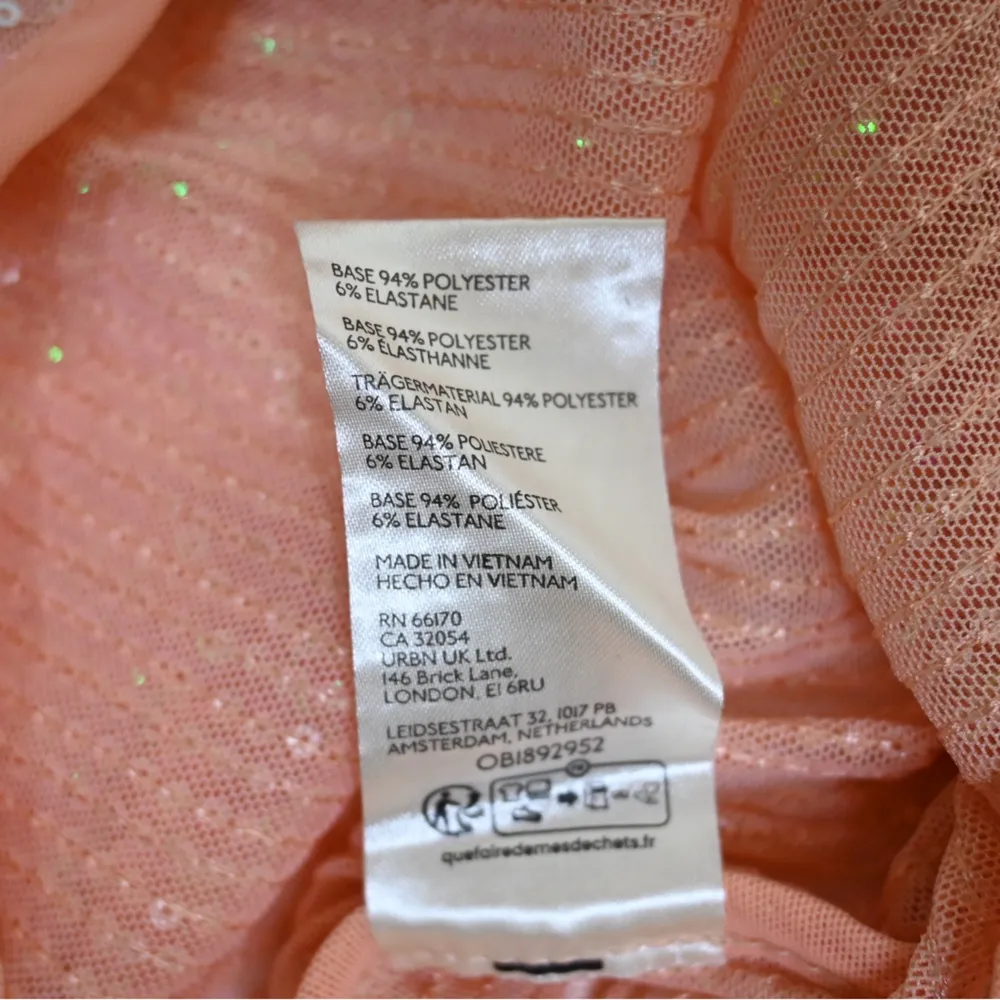 BASE 94% POLYESTER
6% ELASTANE
BASE 94% POLYESTER
6% ÉLASTHANNE
TRÄGERMATERIAL 94% POLYESTER
6% ELASTAN
BASE 94% POLIESTERE
6% ELASTAN
BASE 94% POLIÉSTER
6% ELASTANE
MADE IN VIETNAM
HECHO EN VIETNAM
RN 66170
CA 32054
URBN UK Ltd.
146 Brick Lane,
LONDON, E1 6RU
LEIDSESTRAAT 32, 1017 PB
AMSTERDAM, NETHERLANDS
OB1892952
quefairedemesdechets.fr